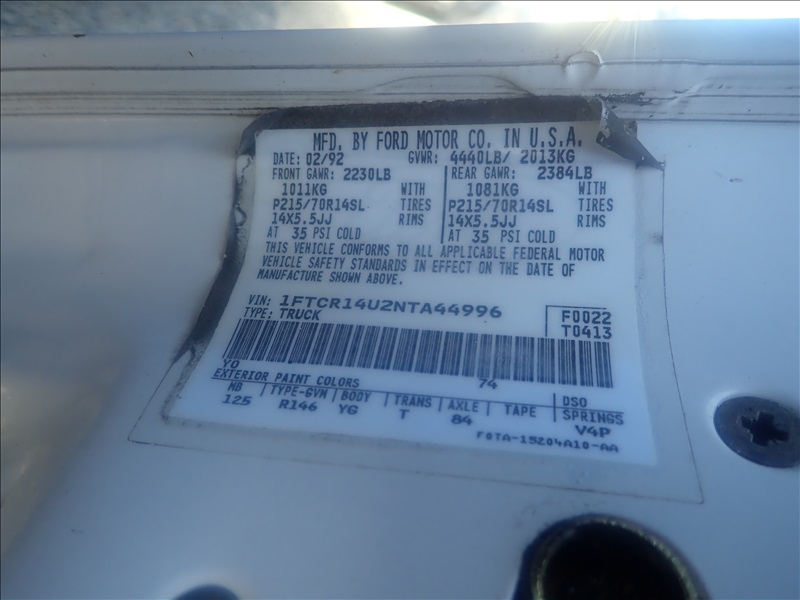 MFD. BY FORD MOTOR CO. IN U.S.A.
DATE: 02/92 GVWR: 4440LB/ 2013KG
FRONT GAWR: 2230LB REAR GAWR: 2384LB
1011KG WITH 1081KG WITH
P215/70R14SL TIRES P215/70R14SL TIRES
14X5.5JJ RIMS 14X5.5JJ RIMS
AT 35 PSI COLD AT 35 PSI COLD
THIS VEHICLE CONFORMS TO ALL APPLICABLE FEDERAL MOTOR
VEHICLE SAFETY STANDARDS IN EFFECT ON THE DATE OF
MANUFACTURE SHOWN ABOVE.
VIN: 1FTCR14U2NTA44996 F0022
TYPE: TRUCK T0413
YO 74
EXTERIOR PAINT COLORS DSO
WB TYPE-GVM BODY TRANS AXLE TAPE SPRINGS
125 R146 YG T 84 V4P
F0TA-15204A10-AA